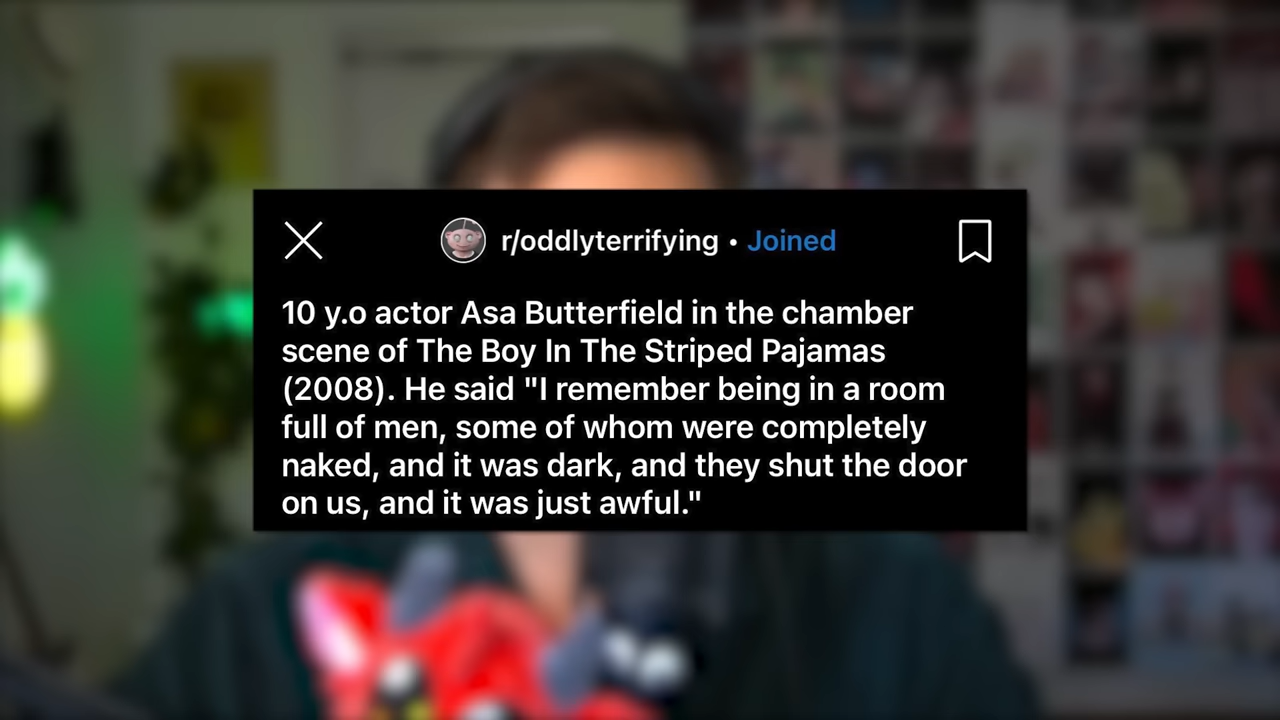 r/oddlyterrifying • Joined
10 y.o actor Asa Butterfield in the chamber
scene of The Boy In The Striped Pajamas
(2008). He said "I remember being in a room
full of men, some of whom were completely
naked, and it was dark, and they shut the door
on us, and it was just awful."